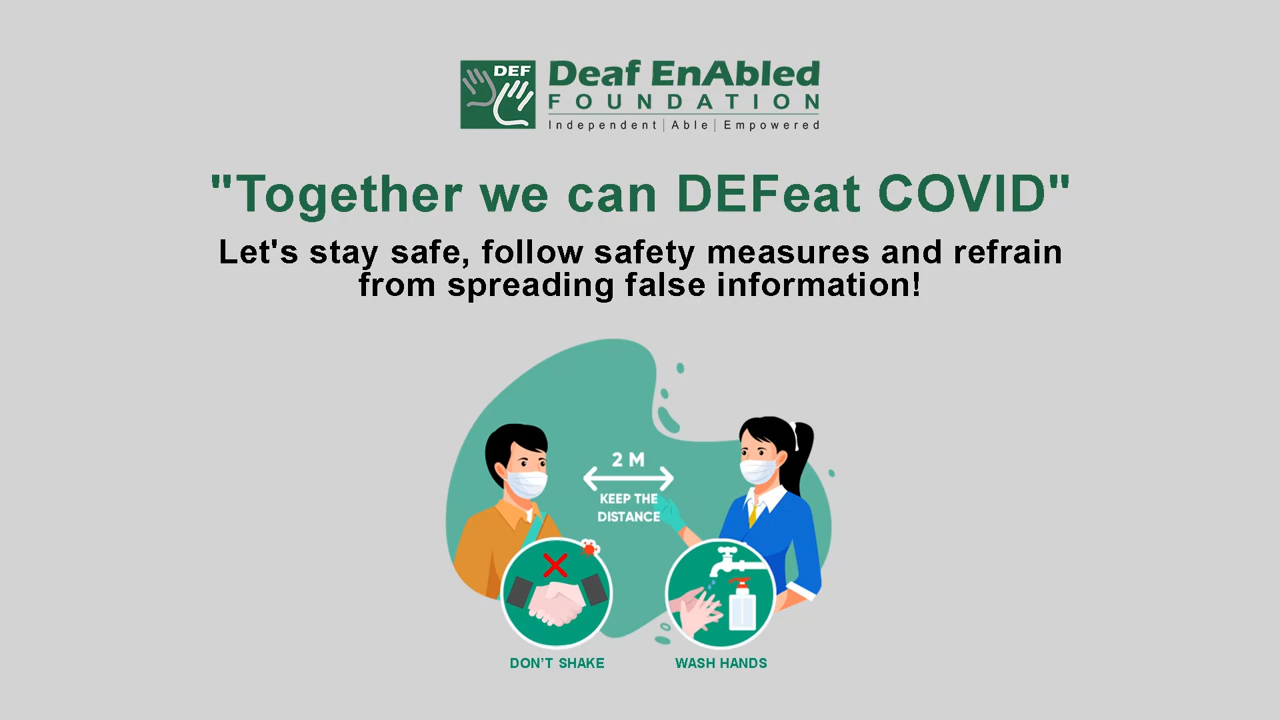 DEF
Deaf EnAbled
FOUNDATION
Independent | Able | Empowered
"Together we can DEFeat COVID"
Let's stay safe, follow safety measures and refrain
from spreading false information!
2 M
KEEP THE
DISTANCE
DON'T SHAKE
WASH HANDS